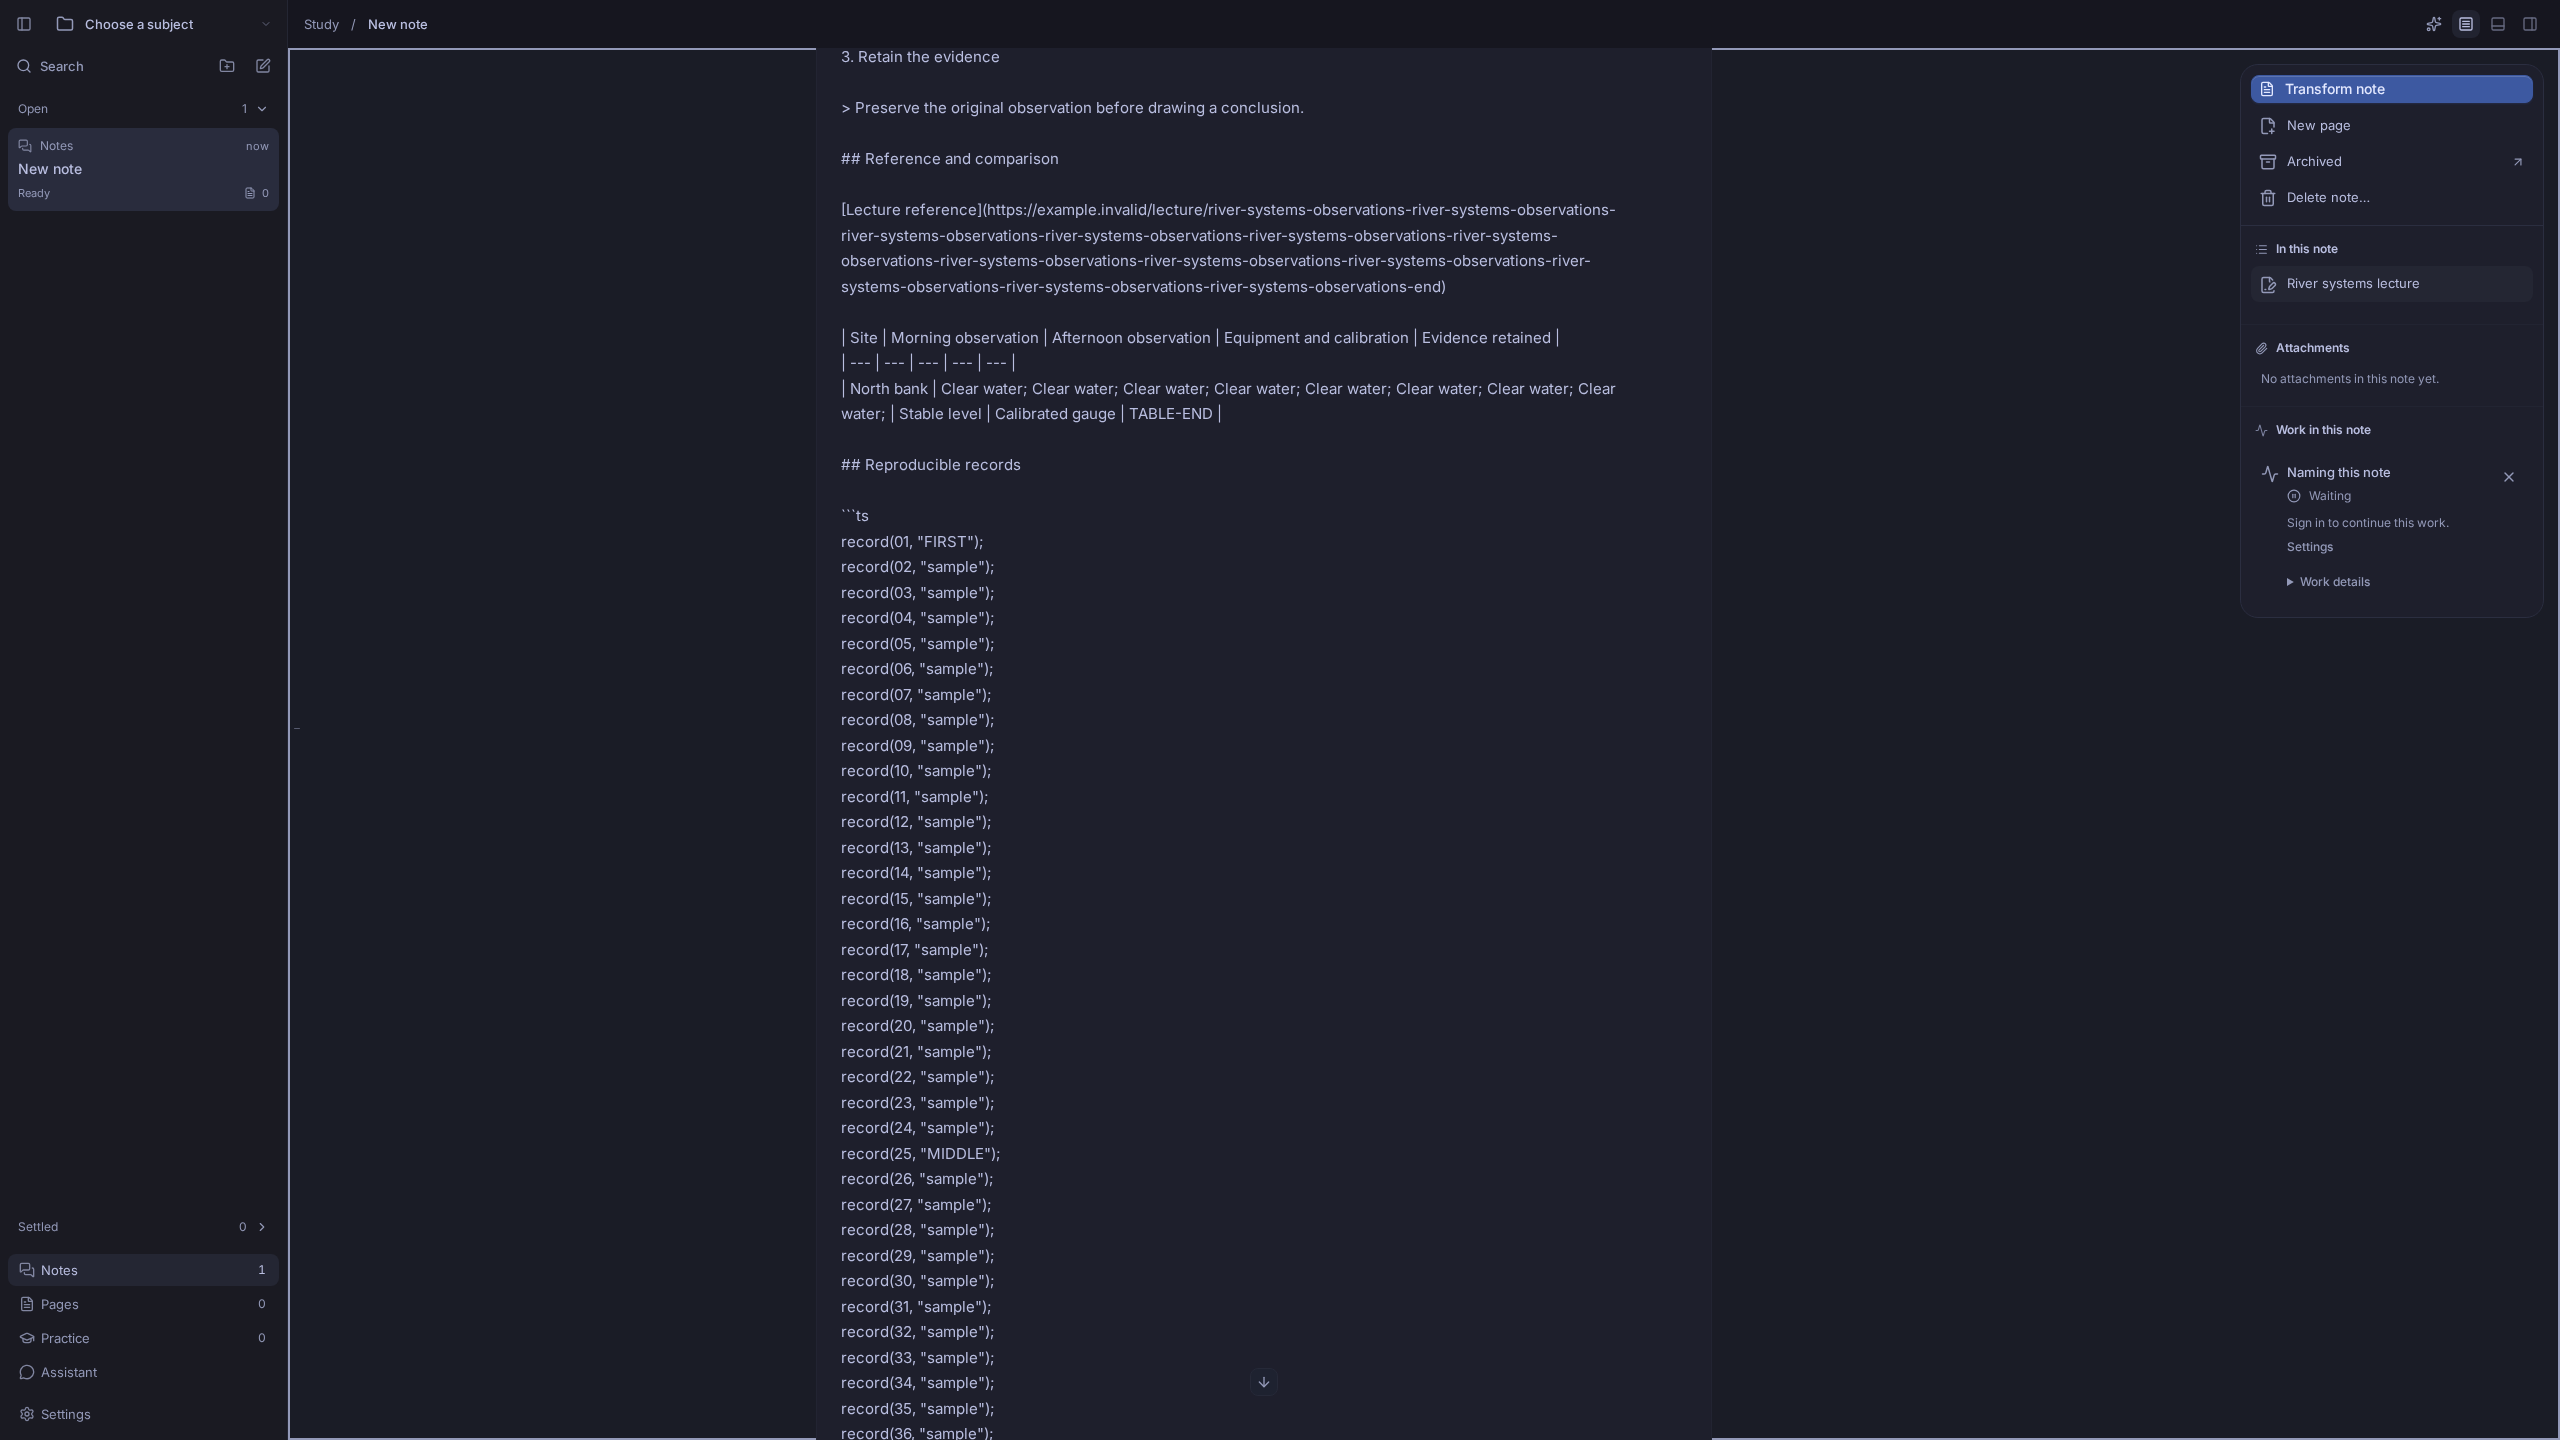 Choose a subject
Search
Open 1
Notes now
New note
Ready 0
Settled 0
Notes 1
Pages 0
Practice 0
Assistant
Settings
Study / New note
3. Retain the evidence
> Preserve the original observation before drawing a conclusion.
## Reference and comparison
[Lecture reference](https://example.invalid/lecture/river-systems-observations-river-systems-observations-
river-systems-observations-river-systems-observations-river-systems-observations-river-systems-
observations-river-systems-observations-river-systems-observations-river-systems-observations-river-
systems-observations-river-systems-observations-river-systems-observations-end)
| Site | Morning observation | Afternoon observation | Equipment and calibration | Evidence retained |
| --- | --- | --- | --- | --- |
| North bank | Clear water; Clear water; Clear water; Clear water; Clear water; Clear water; Clear water; Clear
water; | Stable level | Calibrated gauge | TABLE-END |
## Reproducible records
```ts
record(01, "FIRST");
record(02, "sample");
record(03, "sample");
record(04, "sample");
record(05, "sample");
record(06, "sample");
record(07, "sample");
record(08, "sample");
record(09, "sample");
record(10, "sample");
record(11, "sample");
record(12, "sample");
record(13, "sample");
record(14, "sample");
record(15, "sample");
record(16, "sample");
record(17, "sample");
record(18, "sample");
record(19, "sample");
record(20, "sample");
record(21, "sample");
record(22, "sample");
record(23, "sample");
record(24, "sample");
record(25, "MIDDLE");
record(26, "sample");
record(27, "sample");
record(28, "sample");
record(29, "sample");
record(30, "sample");
record(31, "sample");
record(32, "sample");
record(33, "sample");
record(34, "sample");
record(35, "sample");
record(36, "sample");
Transform note
New page
Archived
Delete note...
In this note
River systems lecture
Attachments
No attachments in this note yet.
Work in this note
Naming this note
Waiting
Sign in to continue this work.
Settings
Work details